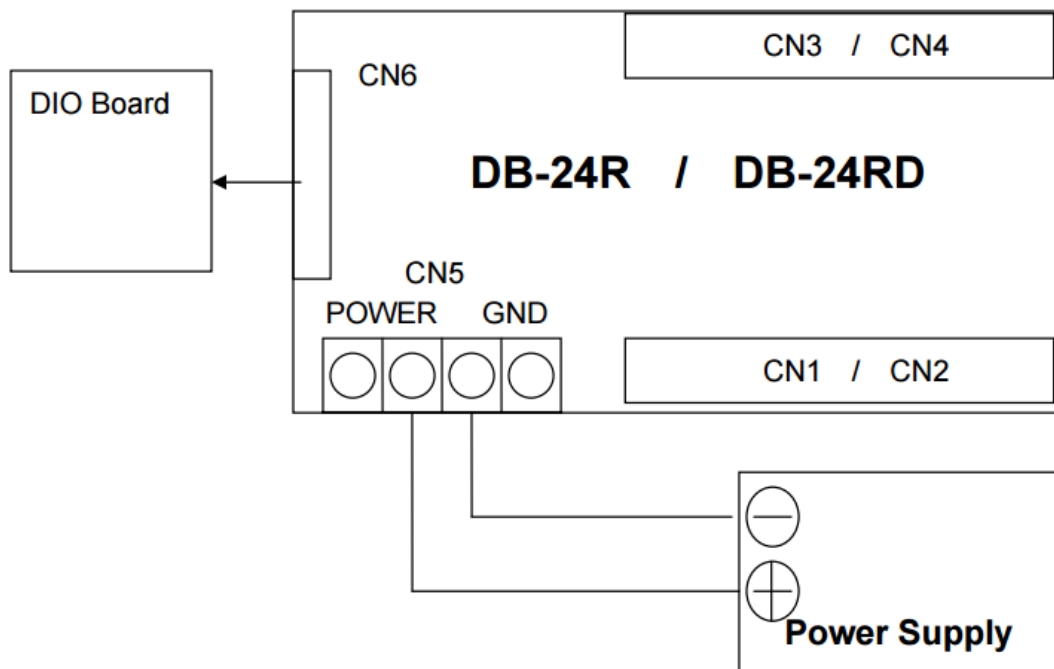 CN3 / CN4
CN6
DIO Board
DB-24R / DB-24RD
CN5
POWER GND
CN1 / CN2
Power Supply